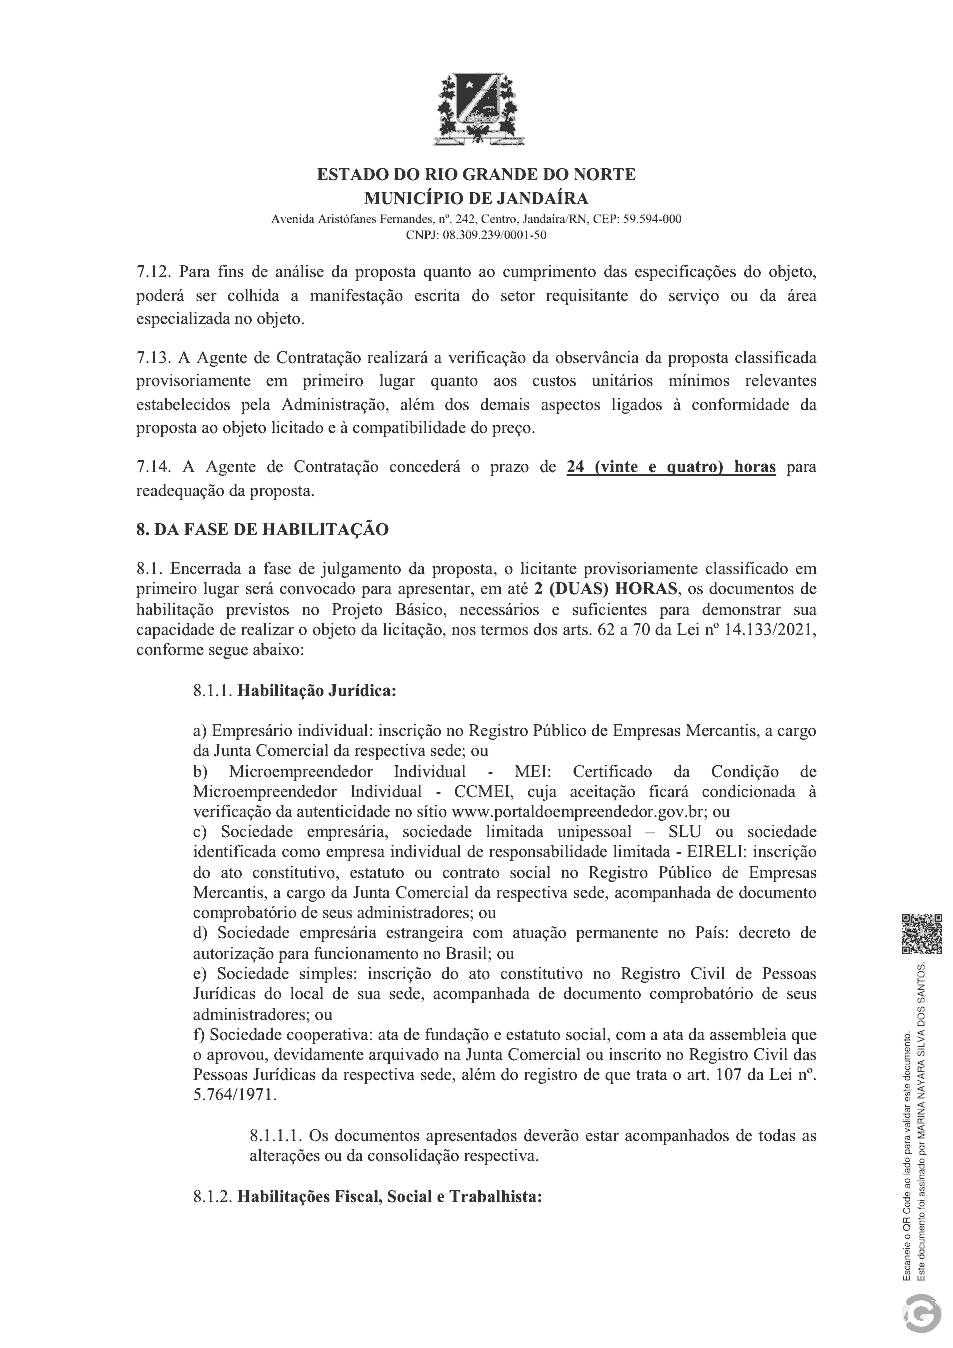 ESTADO DO RIO GRANDE DO NORTE
MUNICÍPIO DE JANDAÍRA
Avenida Aristófanes Fernandes, nº. 242, Centro, Jandaíra/RN, CEP: 59.594-000
CNPJ: 08.309.239/0001-50
7.12. Para fins de análise da proposta quanto ao cumprimento das especificações do objeto,
poderá ser colhida a manifestação escrita do setor requisitante do serviço ou da área
especializada no objeto.
7.13. A Agente de Contratação realizará a verificação da observância da proposta classificada
provisoriamente em primeiro lugar quanto aos custos unitários mínimos relevantes
estabelecidos pela Administração, além dos demais aspectos ligados à conformidade da
proposta ao objeto licitado e à compatibilidade do preço.
7.14. A Agente de Contratação concederá o prazo de 24 (vinte e quatro) horas para
readequação da proposta.
8. DA FASE DE HABILITAÇÃO
8.1. Encerrada a fase de julgamento da proposta, o licitante provisoriamente classificado em
primeiro lugar será convocado para apresentar, em até 2 (DUAS) HORAS, os documentos de
habilitação previstos no Projeto Básico, necessários e suficientes para demonstrar sua
capacidade de realizar o objeto da licitação, nos termos dos arts. 62 a 70 da Lei nº 14.133/2021,
conforme segue abaixo:
8.1.1. Habilitação Jurídica:
a) Empresário individual: inscrição no Registro Público de Empresas Mercantis, a cargo
da Junta Comercial da respectiva sede; ou
b) Microempreendedor Individual - MEI: Certificado da Condição de
Microempreendedor Individual - CCMEI, cuja aceitação ficará condicionada à
verificação da autenticidade no sítio www.portaldoempreendedor.gov.br; ou
c) Sociedade empresária, sociedade limitada unipessoal – SLU ou sociedade
identificada como empresa individual de responsabilidade limitada - EIRELI: inscrição
do ato constitutivo, estatuto ou contrato social no Registro Público de Empresas
Mercantis, a cargo da Junta Comercial da respectiva sede, acompanhada de documento
comprobatório de seus administradores; ou
d) Sociedade empresária estrangeira com atuação permanente no País: decreto de
autorização para funcionamento no Brasil; ou
e) Sociedade simples: inscrição do ato constitutivo no Registro Civil de Pessoas
Jurídicas do local de sua sede, acompanhada de documento comprobatório de seus
administradores; ou
f) Sociedade cooperativa: ata de fundação e estatuto social, com a ata da assembleia que
o aprovou, devidamente arquivado na Junta Comercial ou inscrito no Registro Civil das
Pessoas Jurídicas da respectiva sede, além do registro de que trata o art. 107 da Lei nº.
5.764/1971.
8.1.1.1. Os documentos apresentados deverão estar acompanhados de todas as
alterações ou da consolidação respectiva.
8.1.2. Habilitações Fiscal, Social e Trabalhista:
Escaneie o QR Code ao lado para validar este documento.
Este documento foi assinado por MARINA NAYARA SILVA DOS SANTOS.